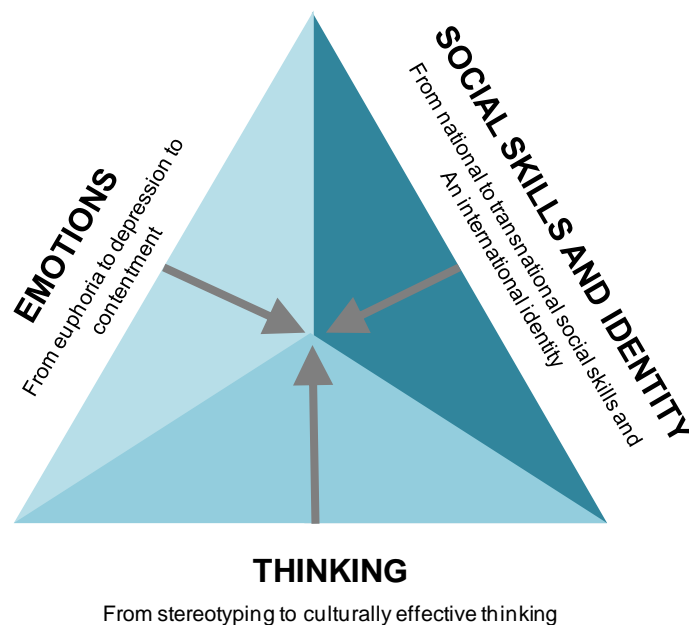 EMOTIONS
From euphoria to depression to
contentment
SOCIAL SKILLS AND IDENTITY
From national to transnational social skills and
An international identity
THINKING
From stereotyping to culturally effective thinking